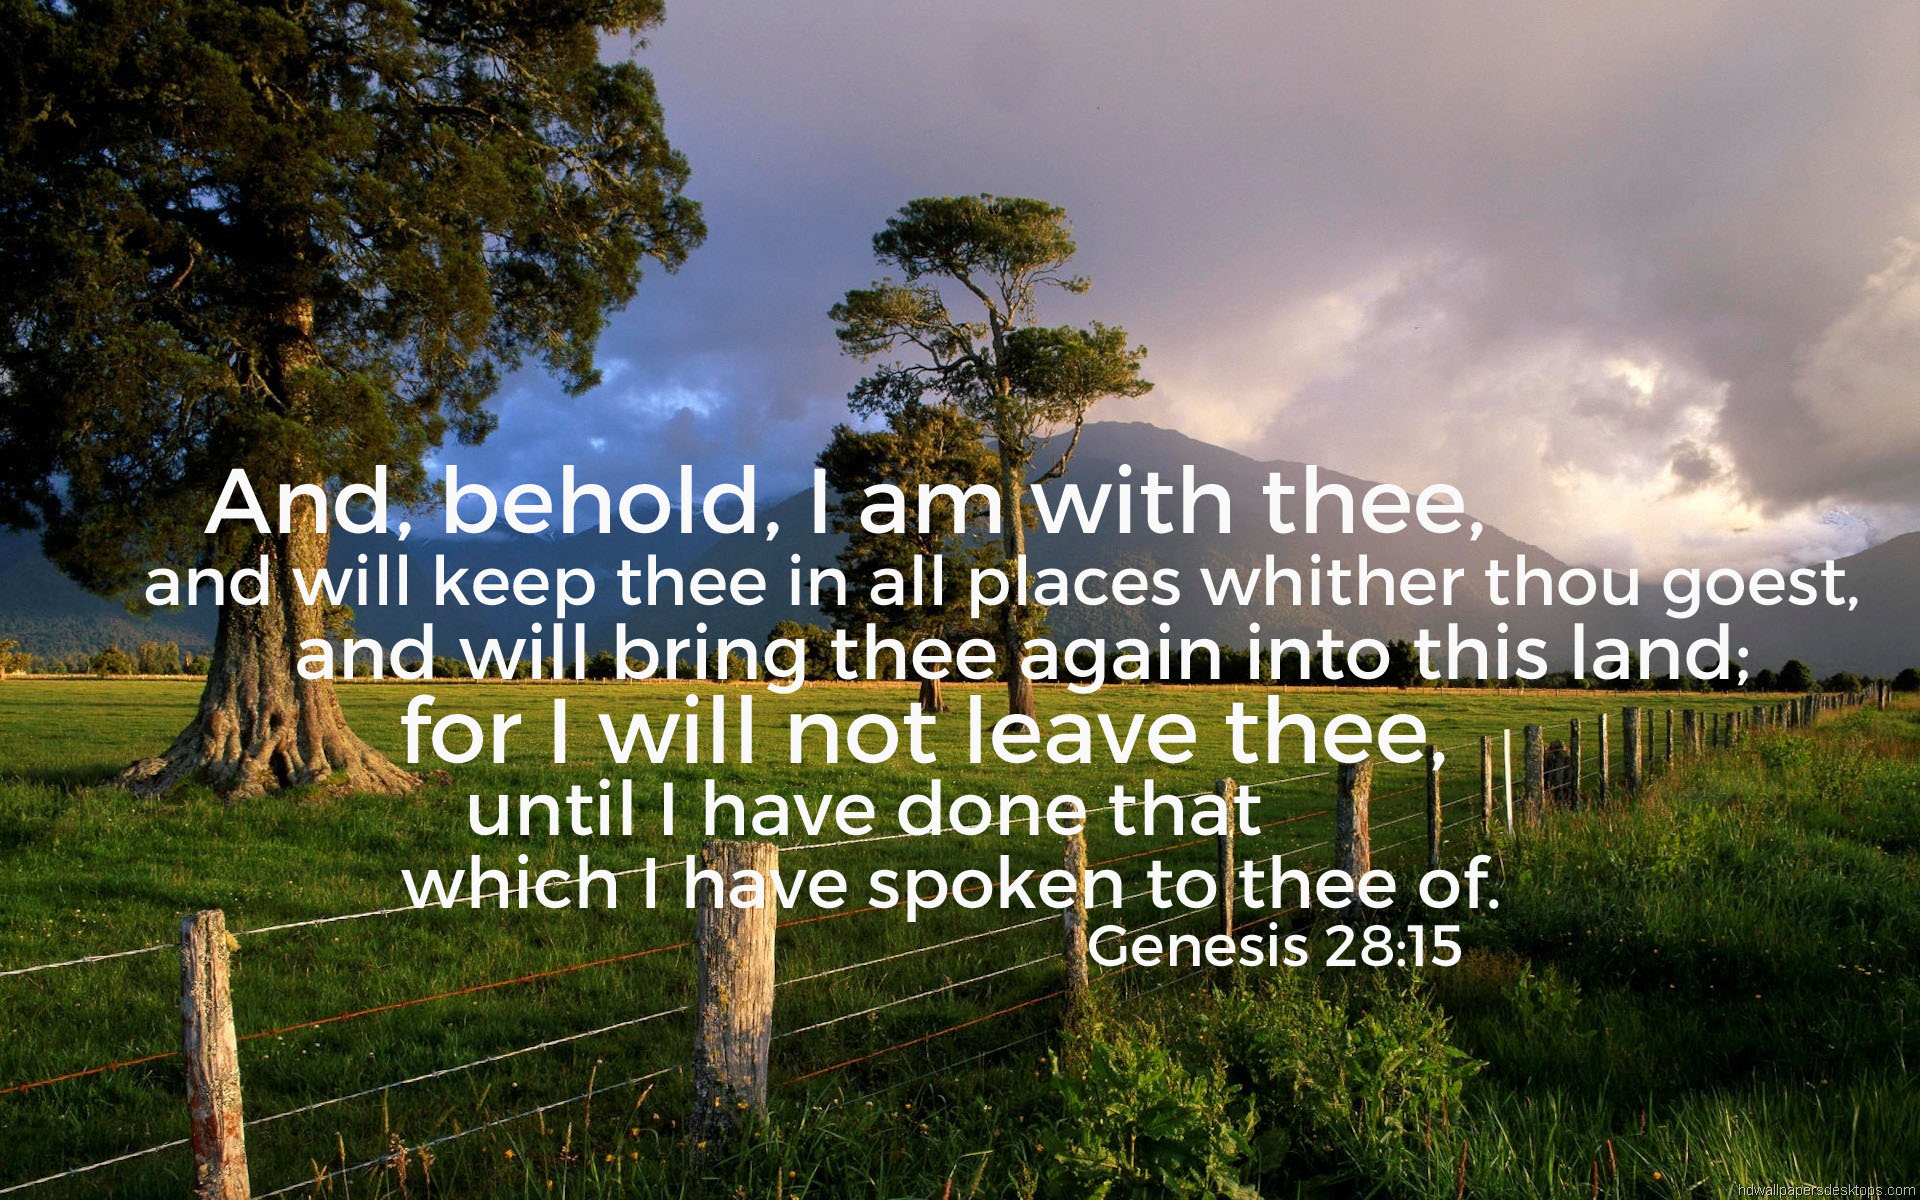 And, behold, I am with thee,
and will keep thee in all places whither thou goest,
and will bring thee again into this land;
for I will not leave thee,
until I have done that
which I have spoken to thee of.
Genesis 28:15
hdwallpapersdesktops.com